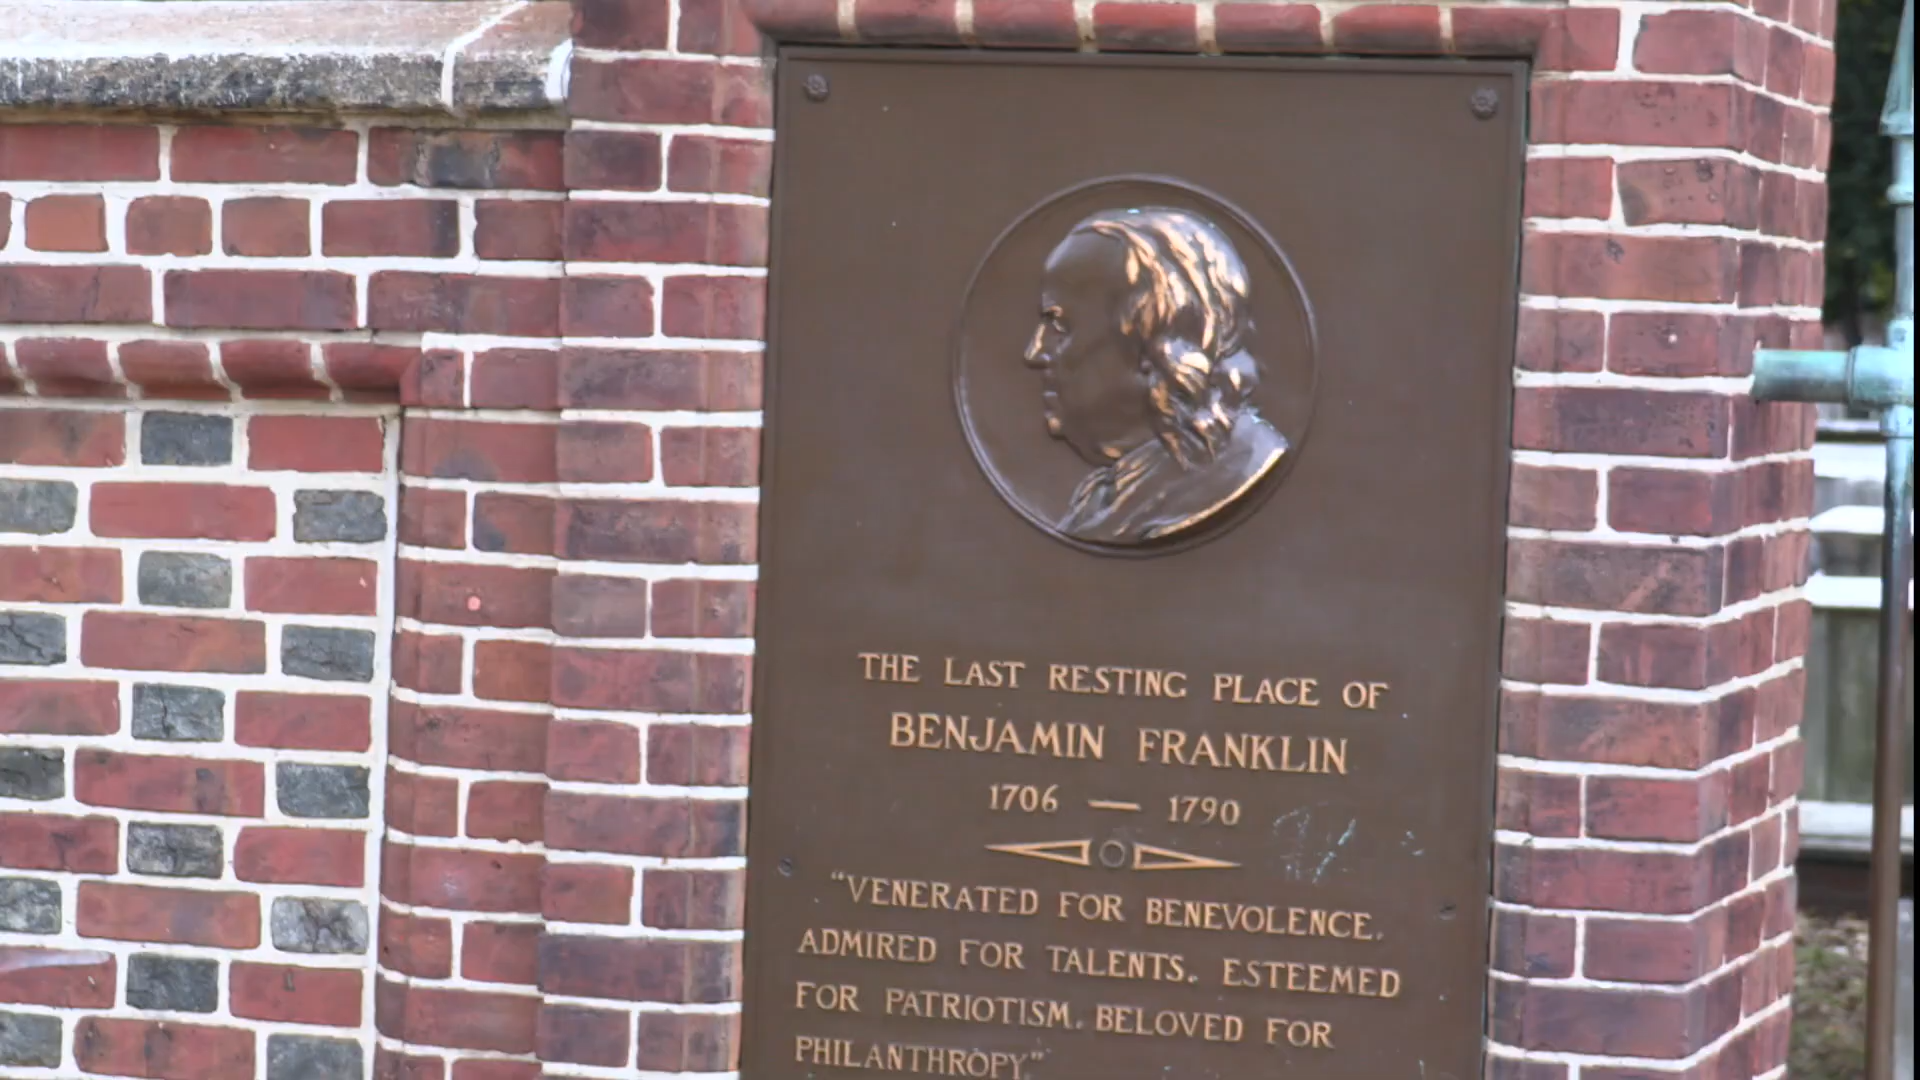 THE LAST RESTING PLACE OF
BENJAMIN FRANKLIN
1706 — 1790
"VENERATED FOR BENEVOLENCE,
ADMIRED FOR TALENTS, ESTEEMED
FOR PATRIOTISM, BELOVED FOR
PHILANTHROPY"